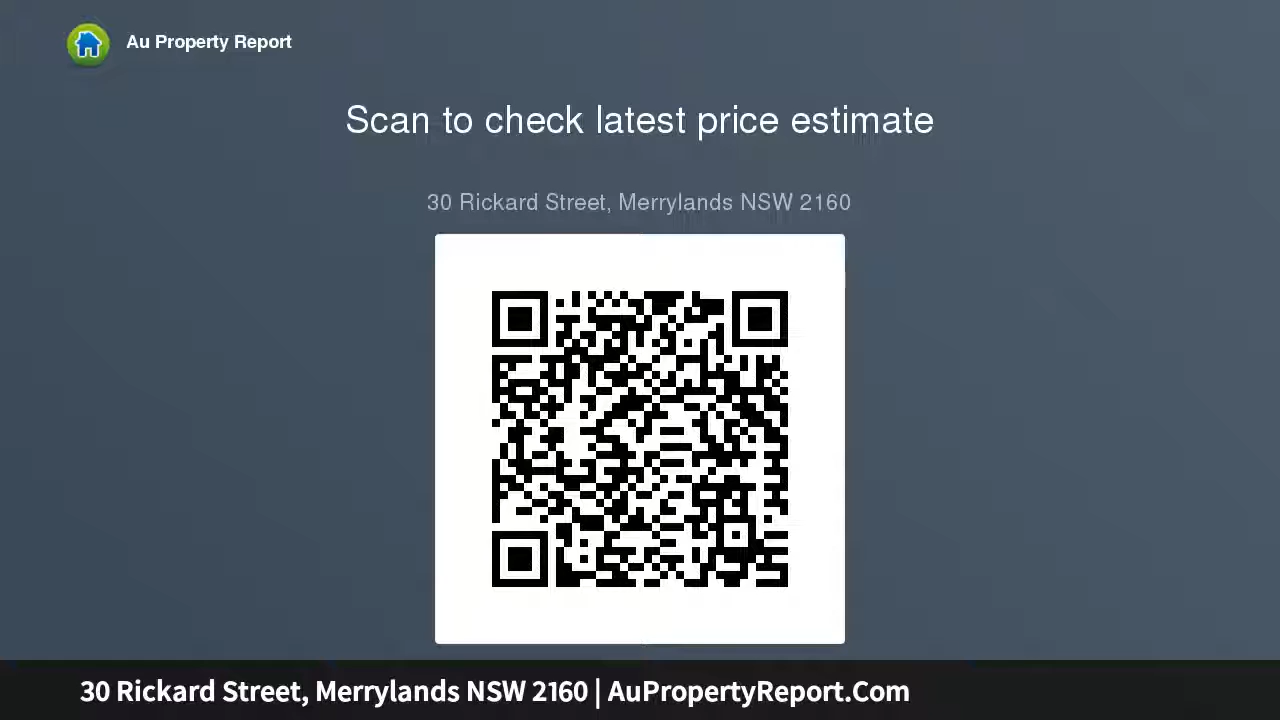 Au Property Report
Scan to check latest price estimate
30 Rickard Street, Merrylands NSW 2160
30 Rickard Street, Merrylands NSW 2160 | AuPropertyReport.Com